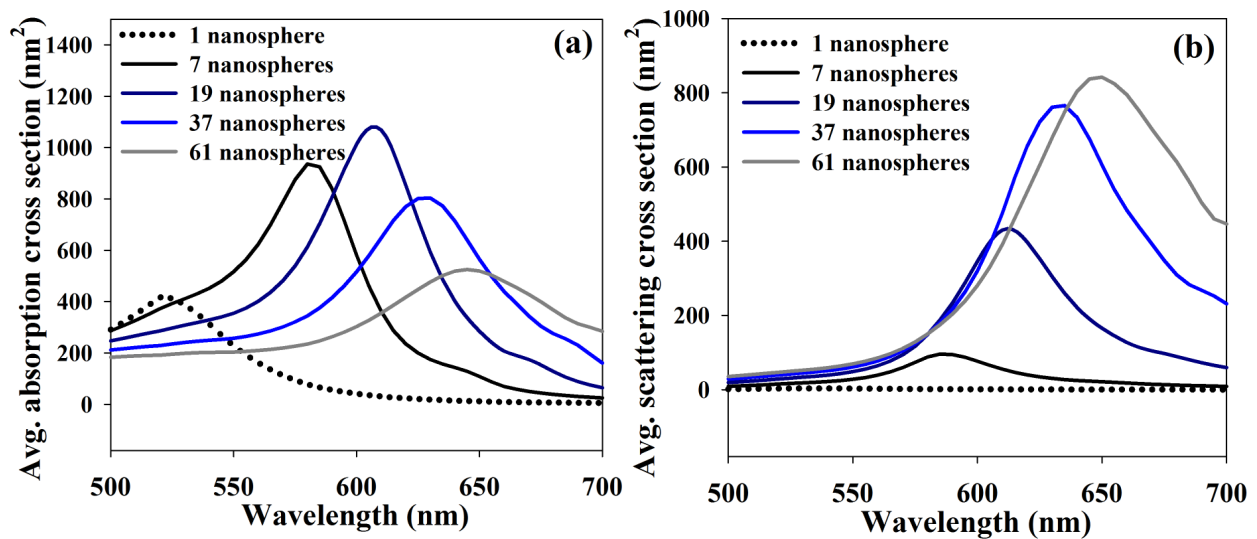 (a)
1 nanosphere
7 nanospheres
19 nanospheres
37 nanospheres
61 nanospheres
Avg. absorption cross section (nm²)
1400
1200
1000
800
600
400
200
0
500 550 600 650 700
Wavelength (nm)
(b)
1 nanosphere
7 nanospheres
19 nanospheres
37 nanospheres
61 nanospheres
Avg. scattering cross section (nm²)
1000
800
600
400
200
0
500 550 600 650 700
Wavelength (nm)